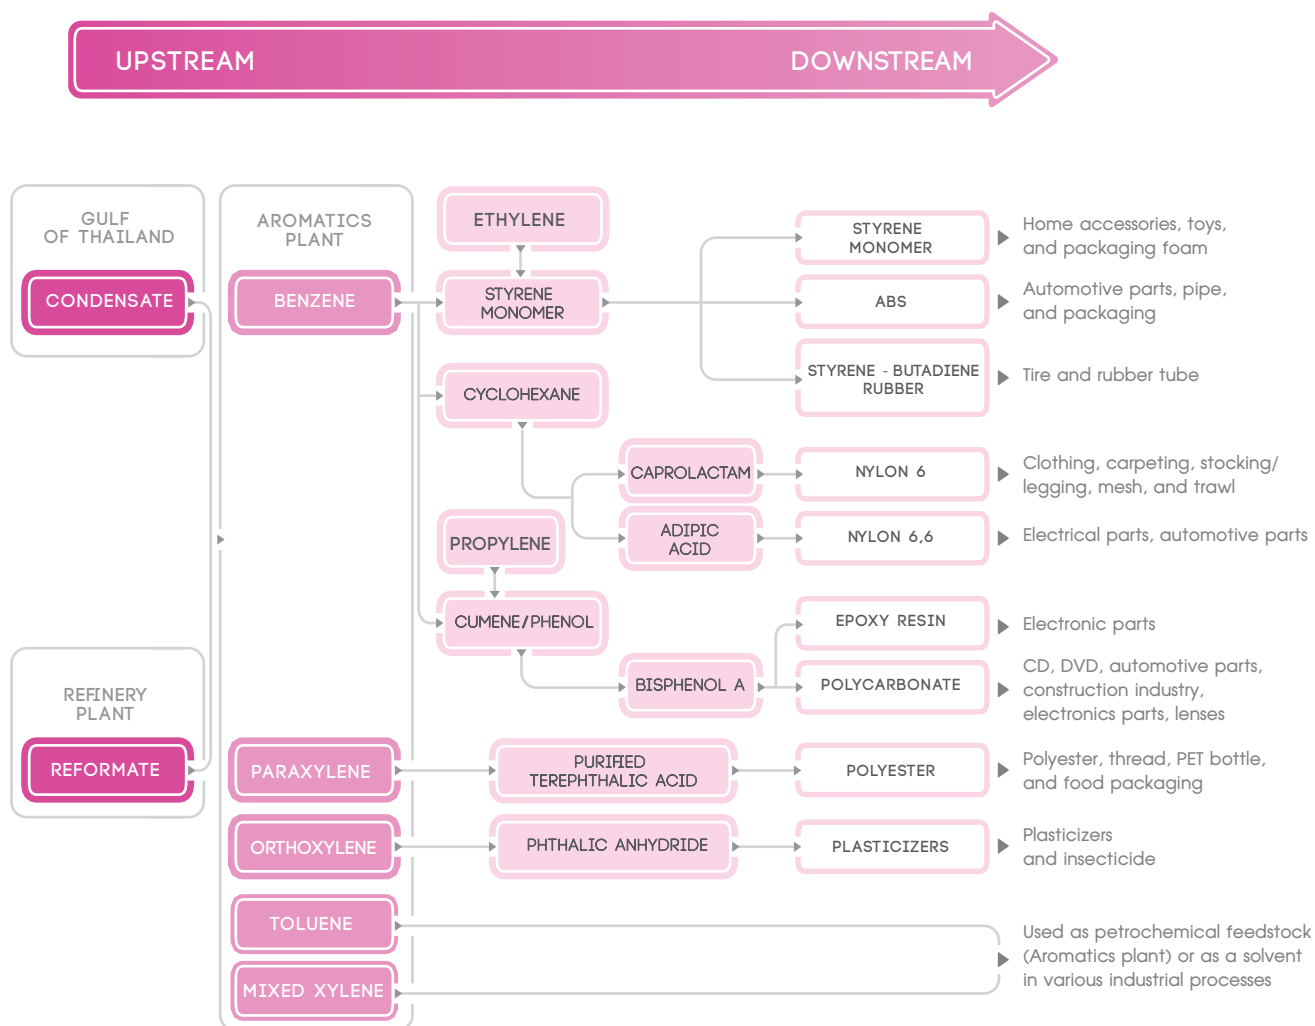 UPSTREAM
DOWNSTREAM
GULF
OF THAILAND
CONDENSATE
REFINERY
PLANT
REFORMATE
AROMATICS
PLANT
BENZENE
PARAXYLENE
ORTHOXYLENE
TOLUENE
MIXED XYLENE
ETHYLENE
STYRENE
MONOMER
CYCLOHEXANE
PROPYLENE
CUMENE/PHENOL
CAPROLACTAM
ADIPIC
ACID
BISPHENOL A
PURIFIED
TEREPHTHALIC ACID
PHTHALIC ANHYDRIDE
STYRENE
MONOMER
Home accessories, toys,
and packaging foam
ABS
Automotive parts, pipe,
and packaging
STYRENE - BUTADIENE
RUBBER
Tire and rubber tube
NYLON 6
Clothing, carpeting, stocking/
legging, mesh, and trawl
NYLON 6,6
Electrical parts, automotive parts
EPOXY RESIN
Electronic parts
POLYCARBONATE
CD, DVD, automotive parts,
construction industry,
electronics parts, lenses
POLYESTER
Polyester, thread, PET bottle,
and food packaging
PLASTICIZERS
Plasticizers
and insecticide
Used as petrochemical feedstock
(Aromatics plant) or as a solvent
in various industrial processes